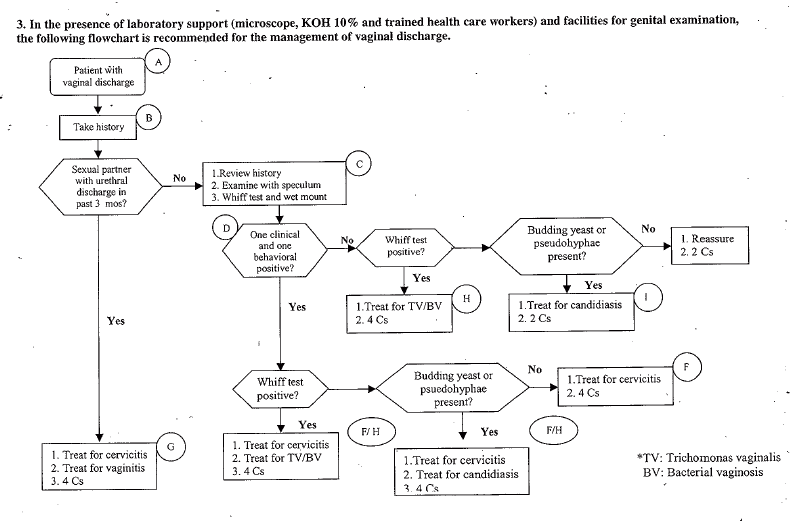 3. In the presence of laboratory support (microscope, KOH 10% and trained health care workers) and facilities for genital examination,
the following flowchart is recommended for the management of vaginal discharge.
A
Patient with
vaginal discharge
B
Take history
Sexual partner
with urethral
discharge in
past 3 mos?
No
C
1.Review history
2. Examine with speculum
3. Whiff test and wet mount
D
One clinical
and one
behavioral
positive?
No
Whiff test
positive?
Budding yeast or
pseudohyphae
present?
No
1. Reassure
2. 2 Cs
Yes
Yes
H
1.Treat for TV/BV
2. 4 Cs
I
1.Treat for candidiasis
2. 2 Cs
Yes
Yes
Whiff test
positive?
Budding yeast or
psuedohyphae
present?
No
F
1.Treat for cervicitis
2. 4 Cs
Yes
F/ H
Yes
F/H
G
1. Treat for cervicitis
2. Treat for vaginitis
3. 4 Cs
1. Treat for cervicitis
2. Treat for TV/BV
3. 4 Cs
1.Treat for cervicitis
2. Treat for candidiasis
3. 4 Cs
*TV: Trichomonas vaginalis
BV: Bacterial vaginosis